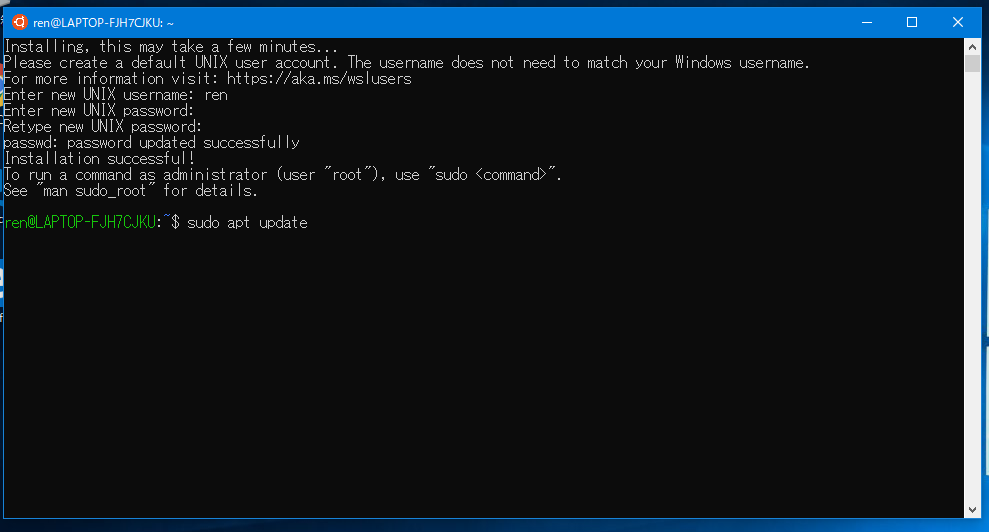 ren@LAPTOP-FJH7CJKU: ~
Installing, this may take a few minutes...
Please create a default UNIX user account. The username does not need to match your Windows username.
For more information visit: https://aka.ms/wslusers
Enter new UNIX username: ren
Enter new UNIX password:
Retype new UNIX password:
passwd: password updated successfully
Installation successful!
To run a command as administrator (user "root"), use "sudo <command>".
See "man sudo_root" for details.
ren@LAPTOP-FJH7CJKU:~$ sudo apt update